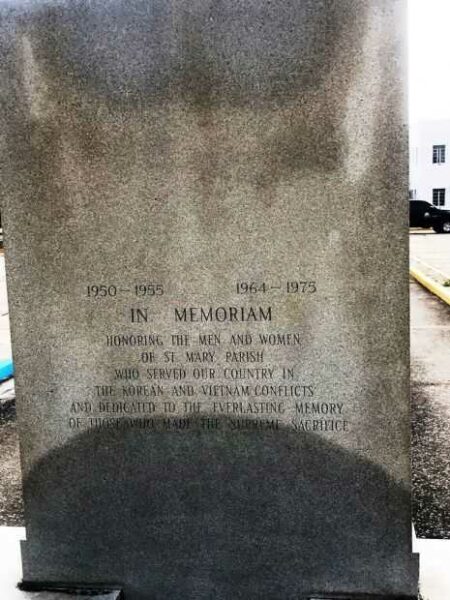 1950 — 1955 1964 — 1975
IN MEMORIAM
HONORING THE MEN AND WOMEN
OF ST. MARY PARISH
WHO SERVED OUR COUNTRY IN
THE KOREAN AND VIETNAM CONFLICTS
AND DEDICATED TO THE EVERLASTING MEMORY
OF THOSE WHO MADE THE SUPREME SACRIFICE